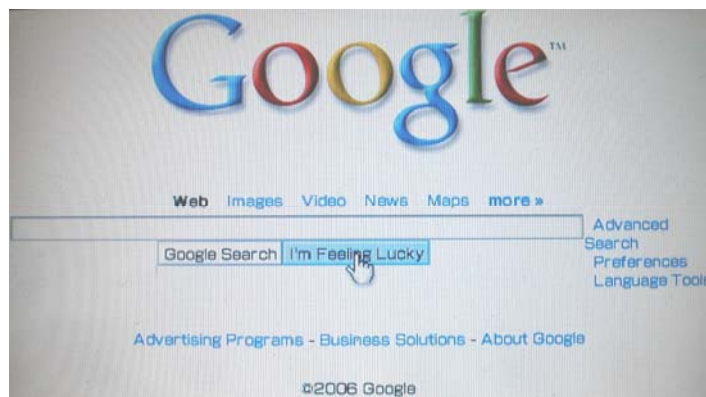 Google™
Web Images Video News Maps more »
Advanced
Search
Google Search I'm Feeling Lucky
Preferences
Language Tools
Advertising Programs - Business Solutions - About Google
©2006 Google